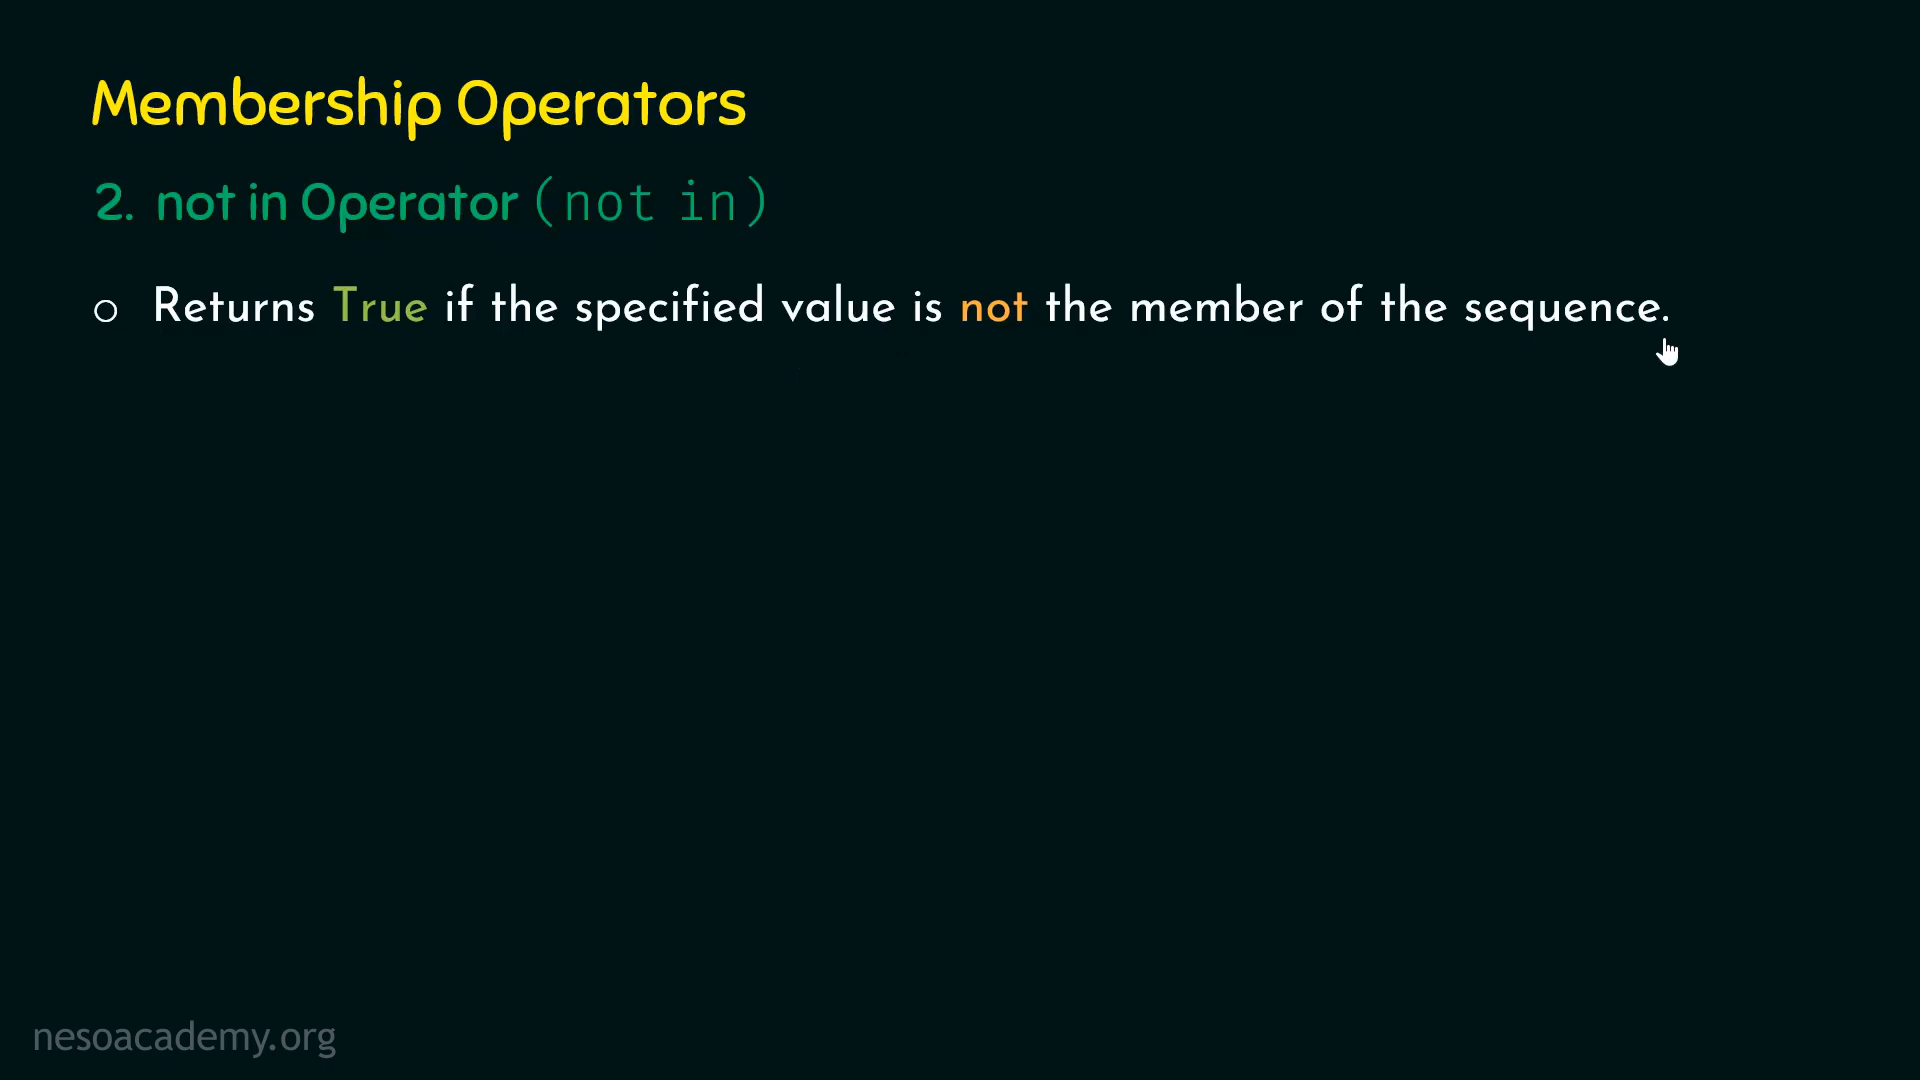 Membership Operators
2. not in Operator (not in)
○ Returns True if the specified value is not the member of the sequence.
nesoacademy.org